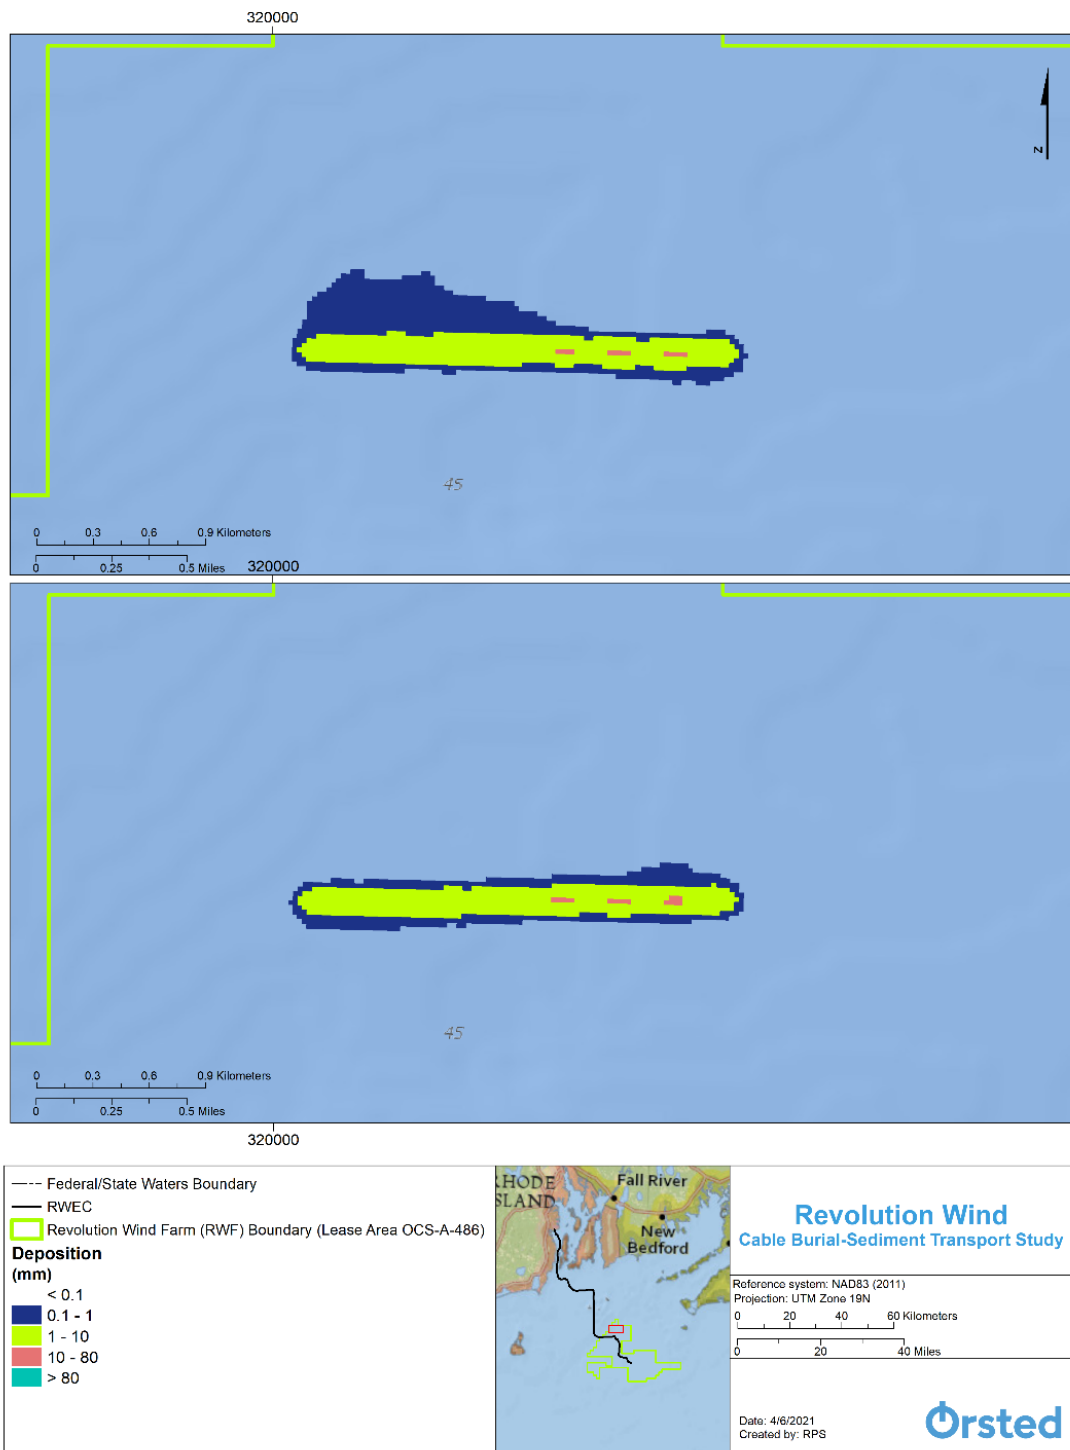 320000
N
45
0 0.3 0.6 0.9 Kilometers
0 0.25 0.5 Miles
320000
45
0 0.3 0.6 0.9 Kilometers
0 0.25 0.5 Miles
320000
Federal/State Waters Boundary
RWEC
Revolution Wind Farm (RWF) Boundary (Lease Area OCS-A-486)
Deposition
(mm)
< 0.1
0.1 - 1
1 - 10
10 - 80
> 80
RHODE
ISLAND
Fall River
New
Bedford
Revolution Wind
Cable Burial-Sediment Transport Study
Reference system: NAD83 (2011)
Projection: UTM Zone 19N
0 20 40 60 Kilometers
0 20 40 Miles
Date: 4/6/2021
Created by: RPS
Ørsted